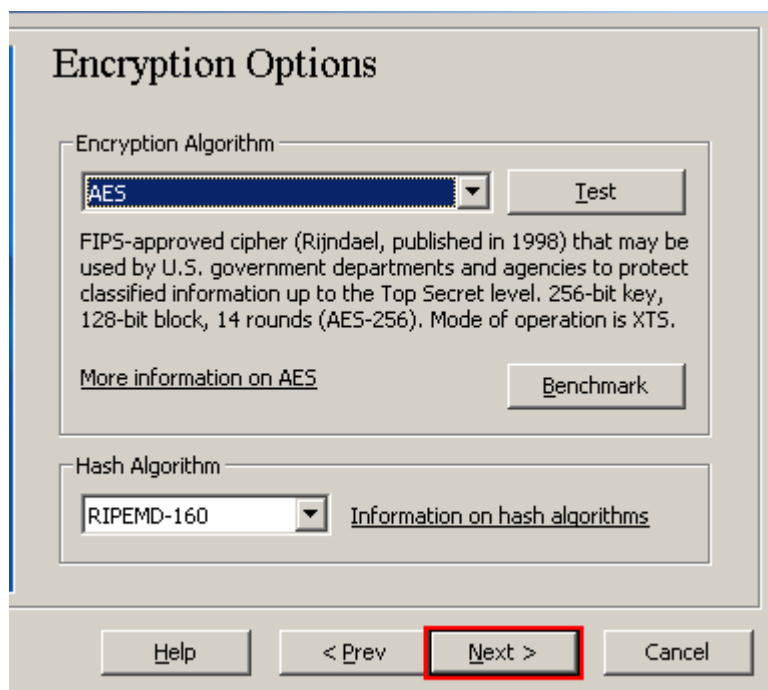 Encryption Options
Encryption Algorithm
AES
Test
FIPS-approved cipher (Rijndael, published in 1998) that may be
used by U.S. government departments and agencies to protect
classified information up to the Top Secret level. 256-bit key,
128-bit block, 14 rounds (AES-256). Mode of operation is XTS.
More information on AES
Benchmark
Hash Algorithm
RIPEMD-160
Information on hash algorithms
Help
< Prev
Next >
Cancel